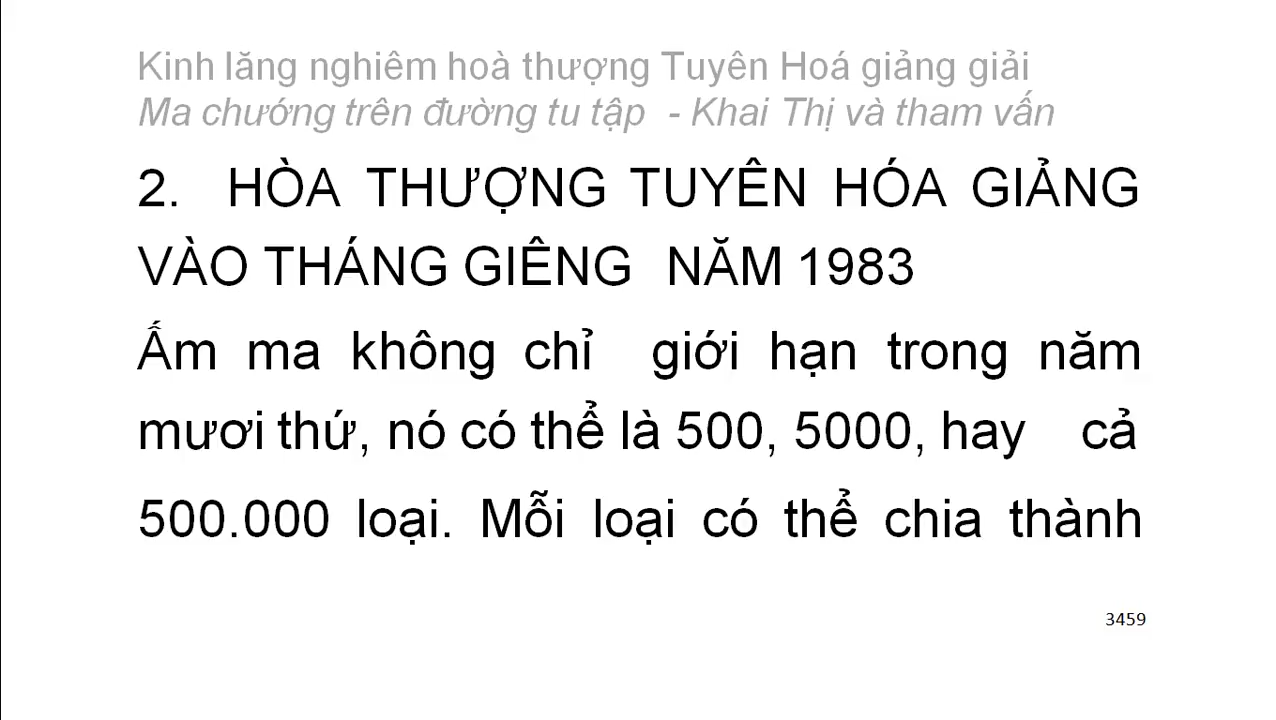 Kinh lăng nghiêm hoà thượng Tuyên Hoá giảng giải
Ma chướng trên đường tu tập - Khai Thị và tham vấn
2. HÒA THƯỢNG TUYÊN HÓA GIẢNG
VÀO THÁNG GIÊNG NĂM 1983
Ấm ma không chỉ giới hạn trong năm
mươi thứ, nó có thể là 500, 5000, hay cả
500.000 loại. Mỗi loại có thể chia thành
3459